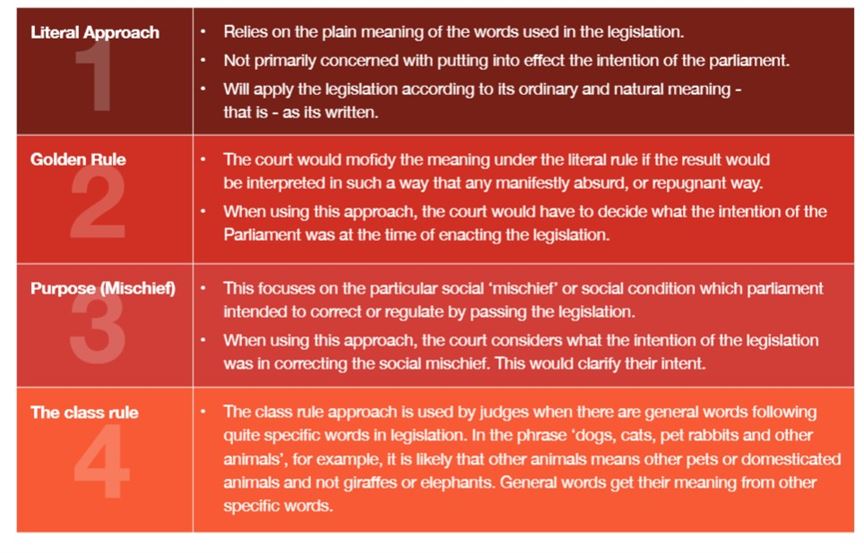 Literal Approach
1
• Relies on the plain meaning of the words used in the legislation.
• Not primarily concerned with putting into effect the intention of the parliament.
• Will apply the legislation according to its ordinary and natural meaning -
that is - as its written.
Golden Rule
2
• The court would mofidy the meaning under the literal rule if the result would
be interpreted in such a way that any manifestly absurd, or repugnant way.
• When using this approach, the court would have to decide what the intention of the
Parliament was at the time of enacting the legislation.
Purpose (Mischief)
3
• This focuses on the particular social 'mischief' or social condition which parliament
intended to correct or regulate by passing the legislation.
• When using this approach, the court considers what the intention of the legislation
was in correcting the social mischief. This would clarify their intent.
The class rule
4
• The class rule approach is used by judges when there are general words following
quite specific words in legislation. In the phrase 'dogs, cats, pet rabbits and other
animals', for example, it is likely that other animals means other pets or domesticated
animals and not giraffes or elephants. General words get their meaning from other
specific words.